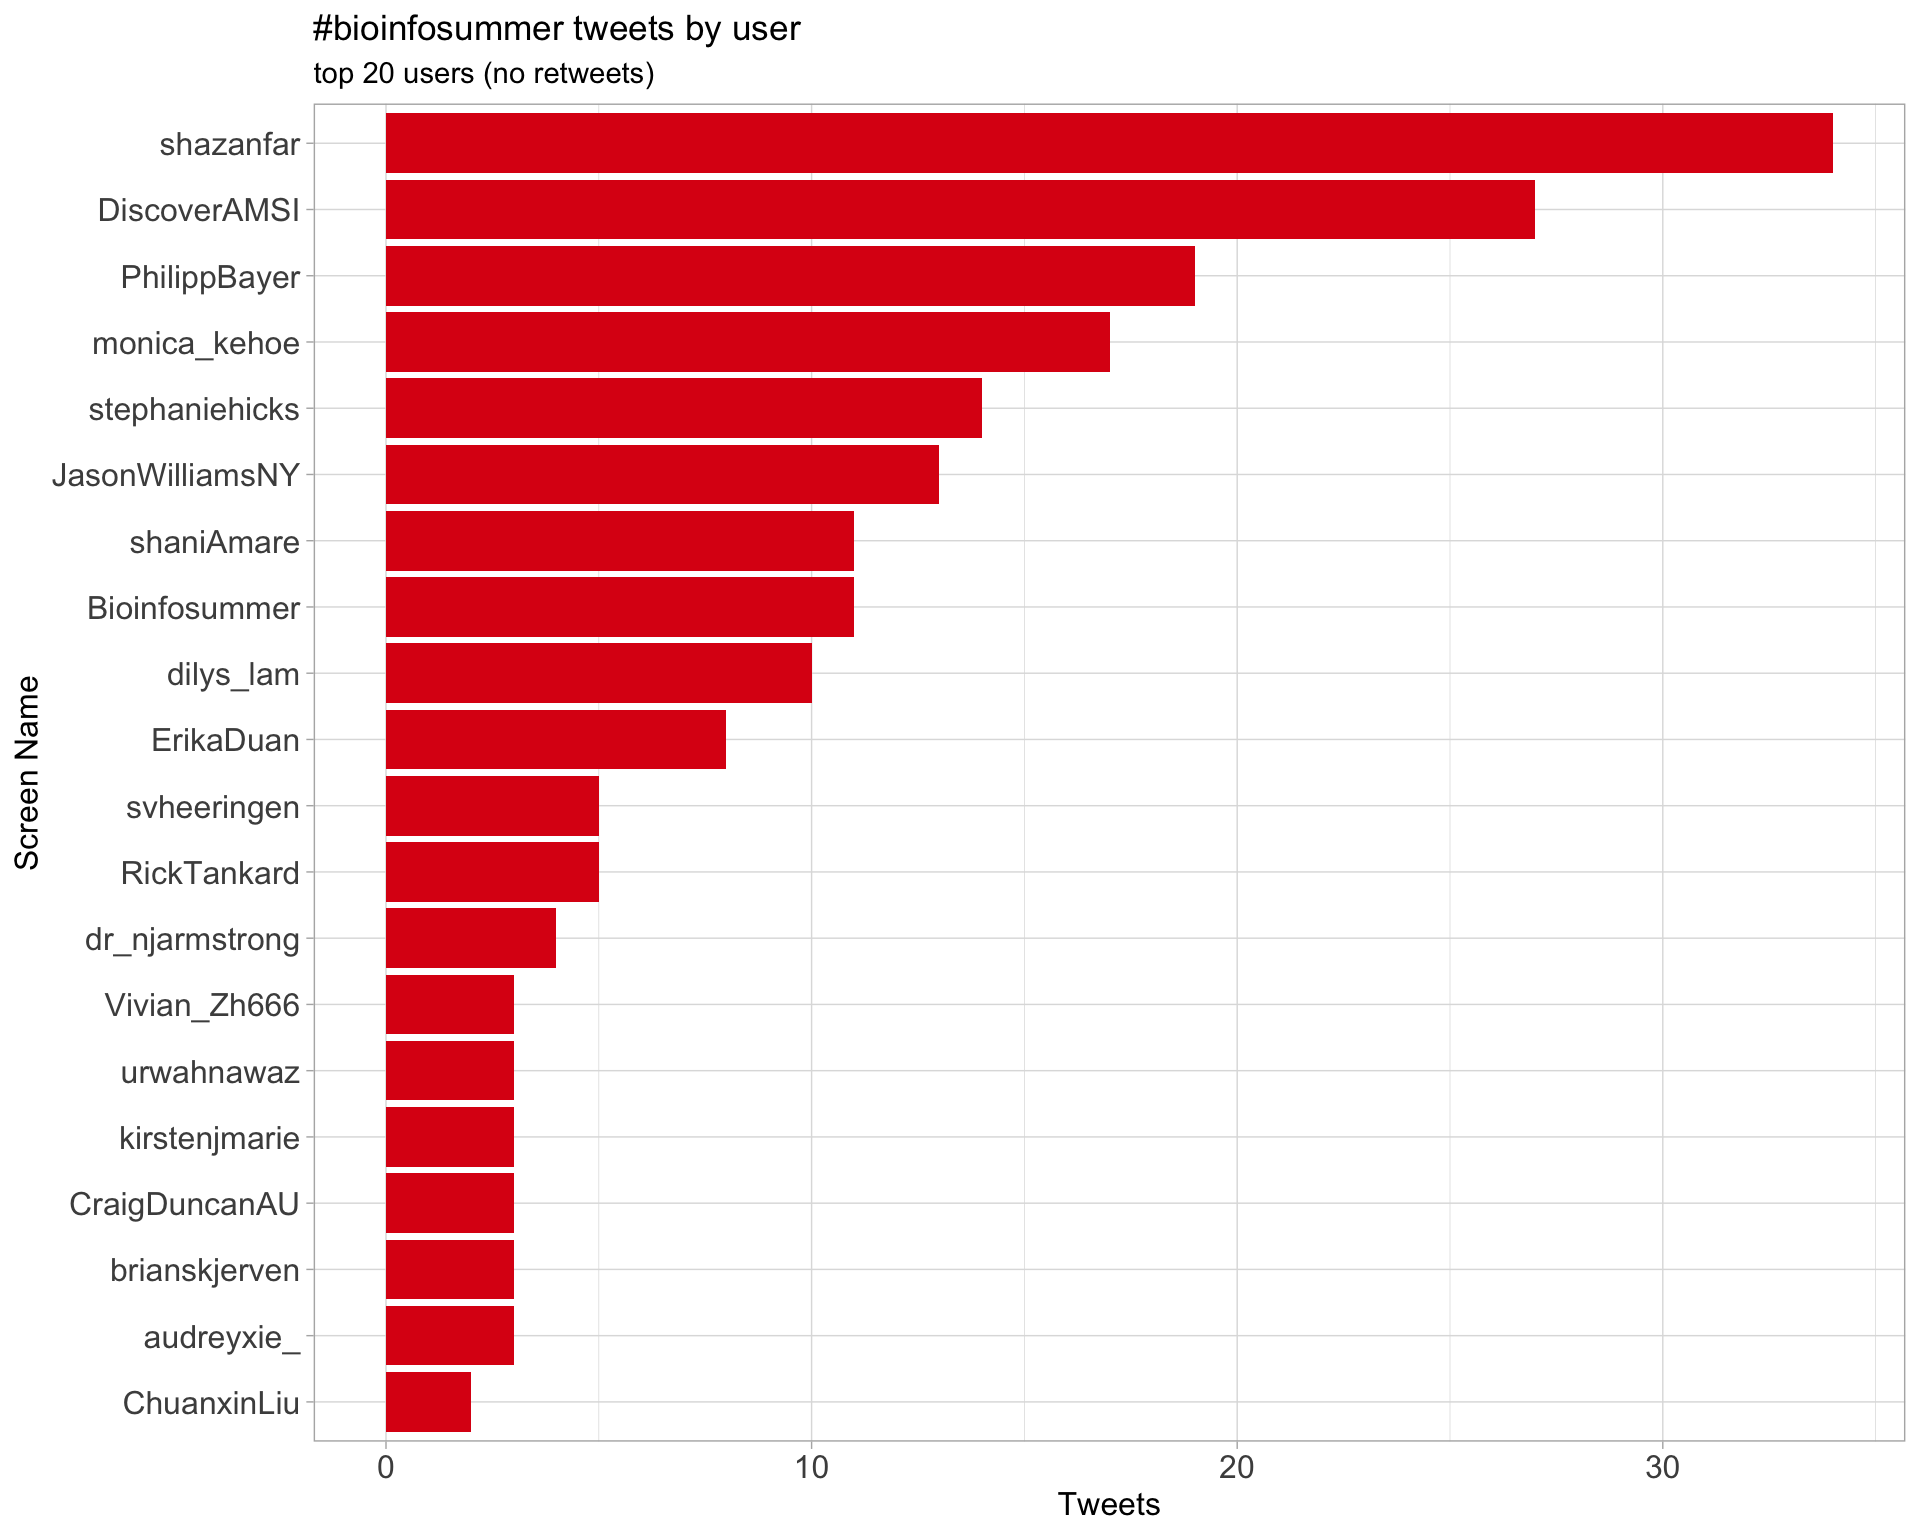 #bioinfosummer tweets by user
top 20 users (no retweets)
Screen Name
shazanfar
DiscoverAMSI
PhilippBayer
monica_kehoe
stephaniehicks
JasonWilliamsNY
shaniAmare
Bioinfosummer
dilys_lam
ErikaDuan
svheeringen
RickTankard
dr_njarmstrong
Vivian_Zh666
urwahnawaz
kirstenjmarie
CraigDuncanAU
brianskjerven
audreyxie_
ChuanxinLiu
0 10 20 30
Tweets